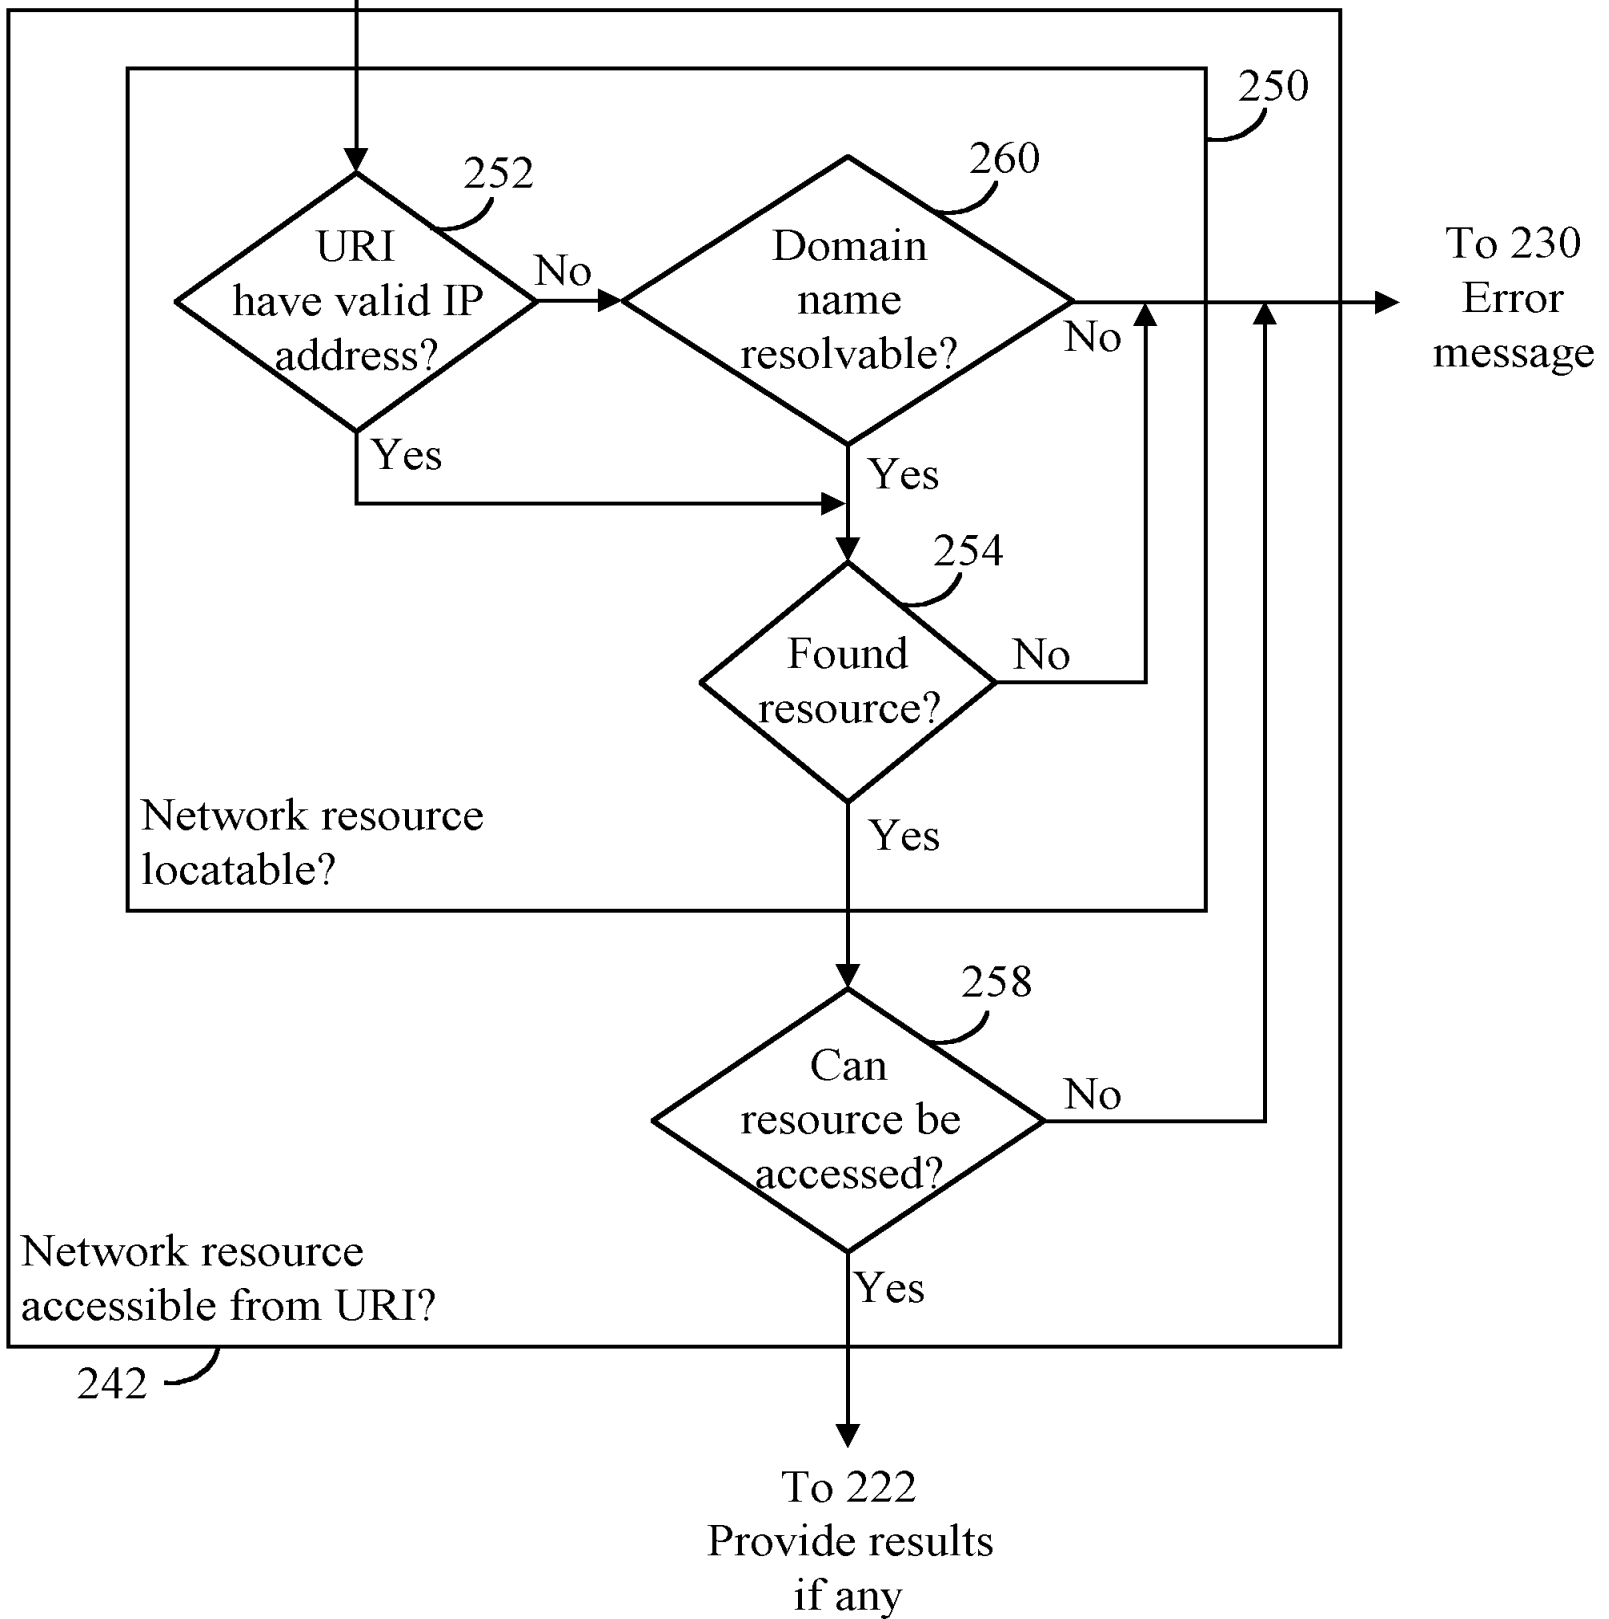 250
252
260
URI
have valid IP
address?
No
Domain
name
resolvable?
No
To 230
Error
message
Yes
Yes
254
Found
resource?
No
Network resource
locatable?
Yes
258
Can
resource be
accessed?
No
Network resource
accessible from URI?
Yes
242
To 222
Provide results
if any